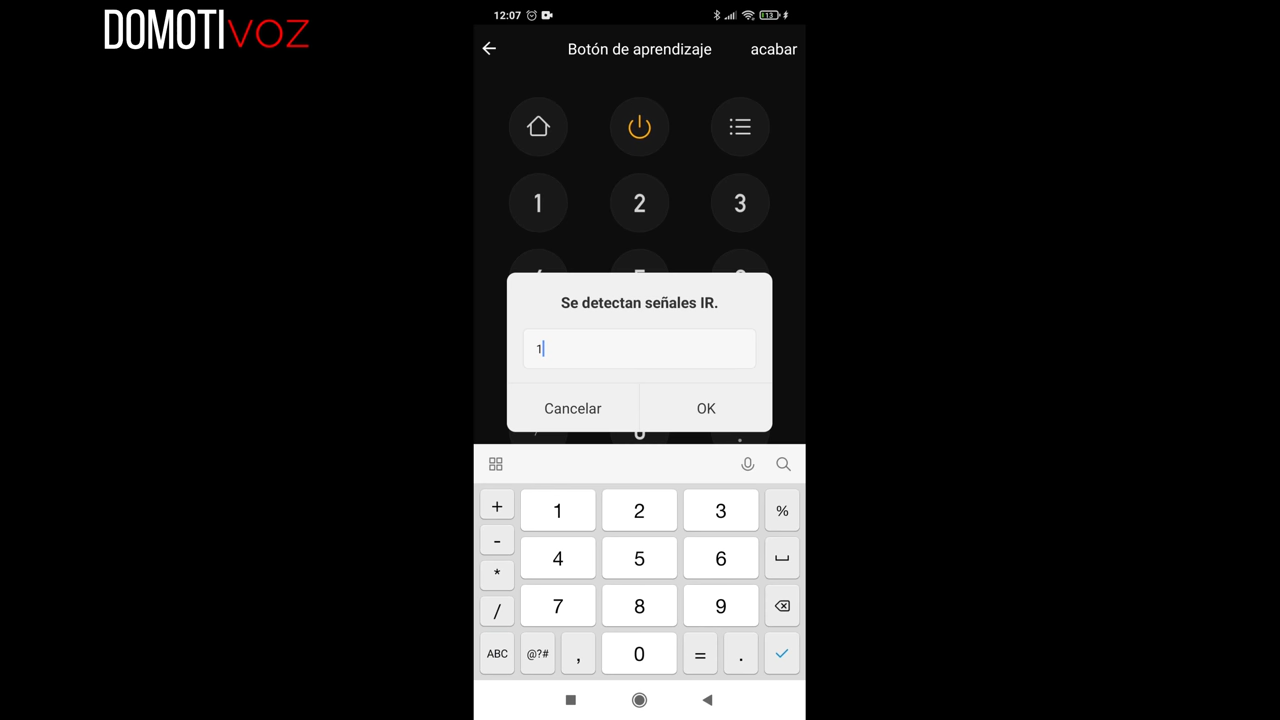 DOMOTIVOZ
12:07
113
Botón de aprendizaje
acabar
1 2 3
Se detectan señales IR.
1
Cancelar OK
+ 1 2 3 %
- 4 5 6
*
/ 7 8 9
ABC @?# , 0 = .